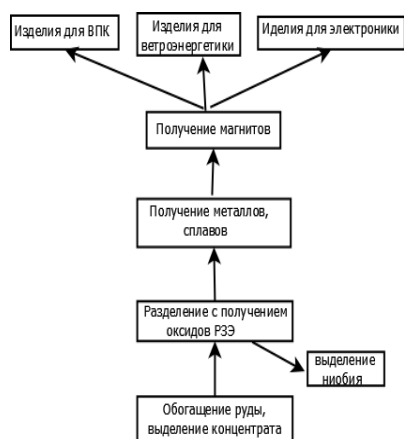 Изделия для ВПК
Изделия для
ветроэнергетики
Иделия для электроники
Получение магнитов
Получение металлов,
сплавов
Разделение с получением
оксидов РЗЭ
выделение
ниобия
Обогащение руды,
выделение концентрата